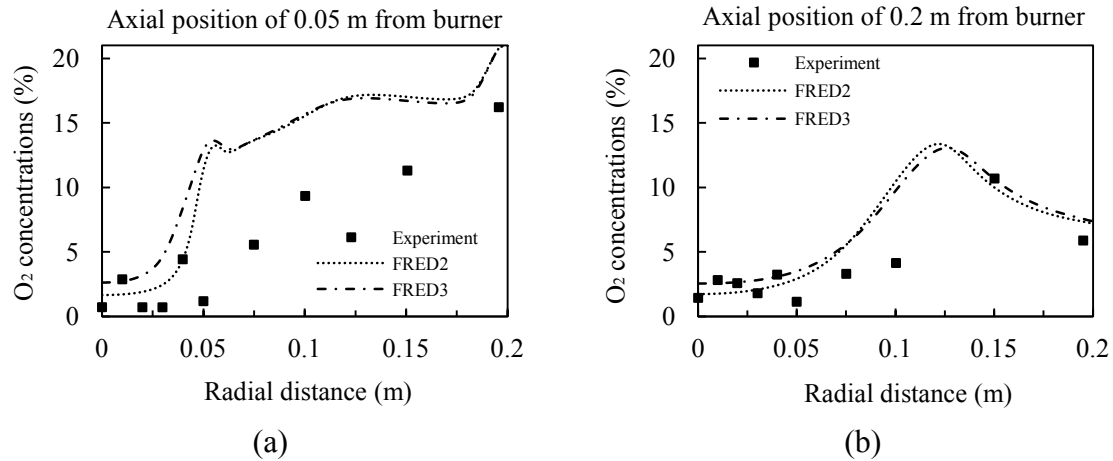 Axial position of 0.05 m from burner
O₂ concentrations (%)
20
15
10
5
0
Experiment
FRED2
FRED3
0
0.05
0.1
0.15
0.2
Radial distance (m)
(a)
Axial position of 0.2 m from burner
O₂ concentrations (%)
20
15
10
5
0
Experiment
FRED2
FRED3
0
0.05
0.1
0.15
0.2
Radial distance (m)
(b)